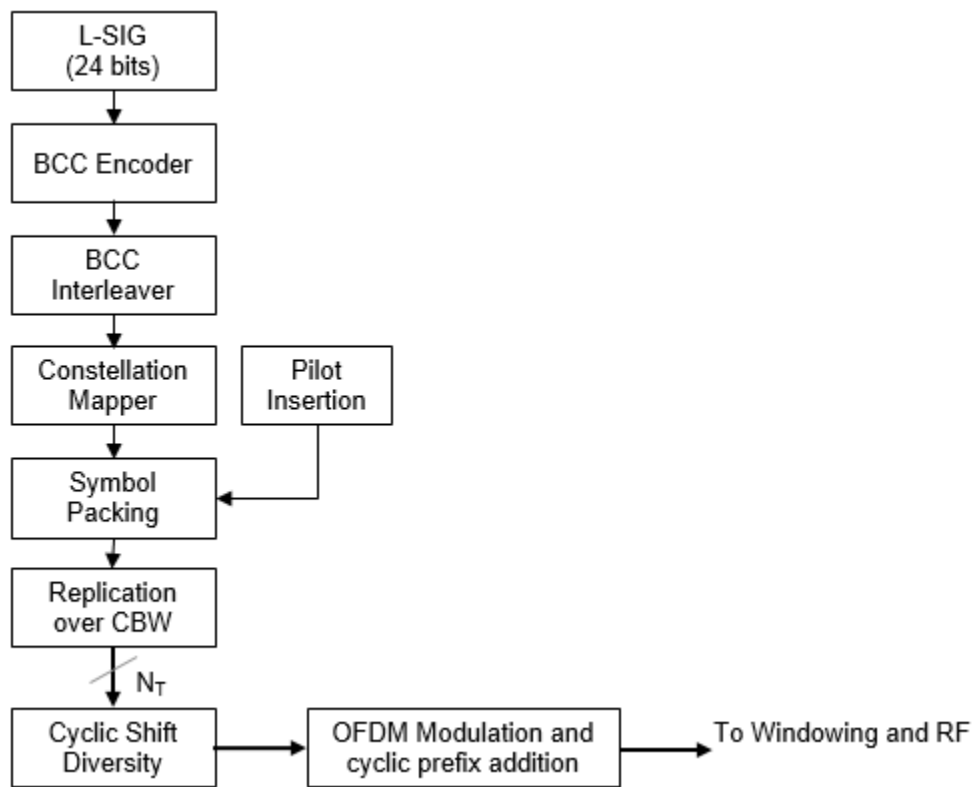 L-SIG
(24 bits)
BCC Encoder
BCC
Interleaver
Constellation
Mapper
Pilot
Insertion
Symbol
Packing
Replication
over CBW
N_T
Cyclic Shift
Diversity
OFDM Modulation and
cyclic prefix addition
To Windowing and RF